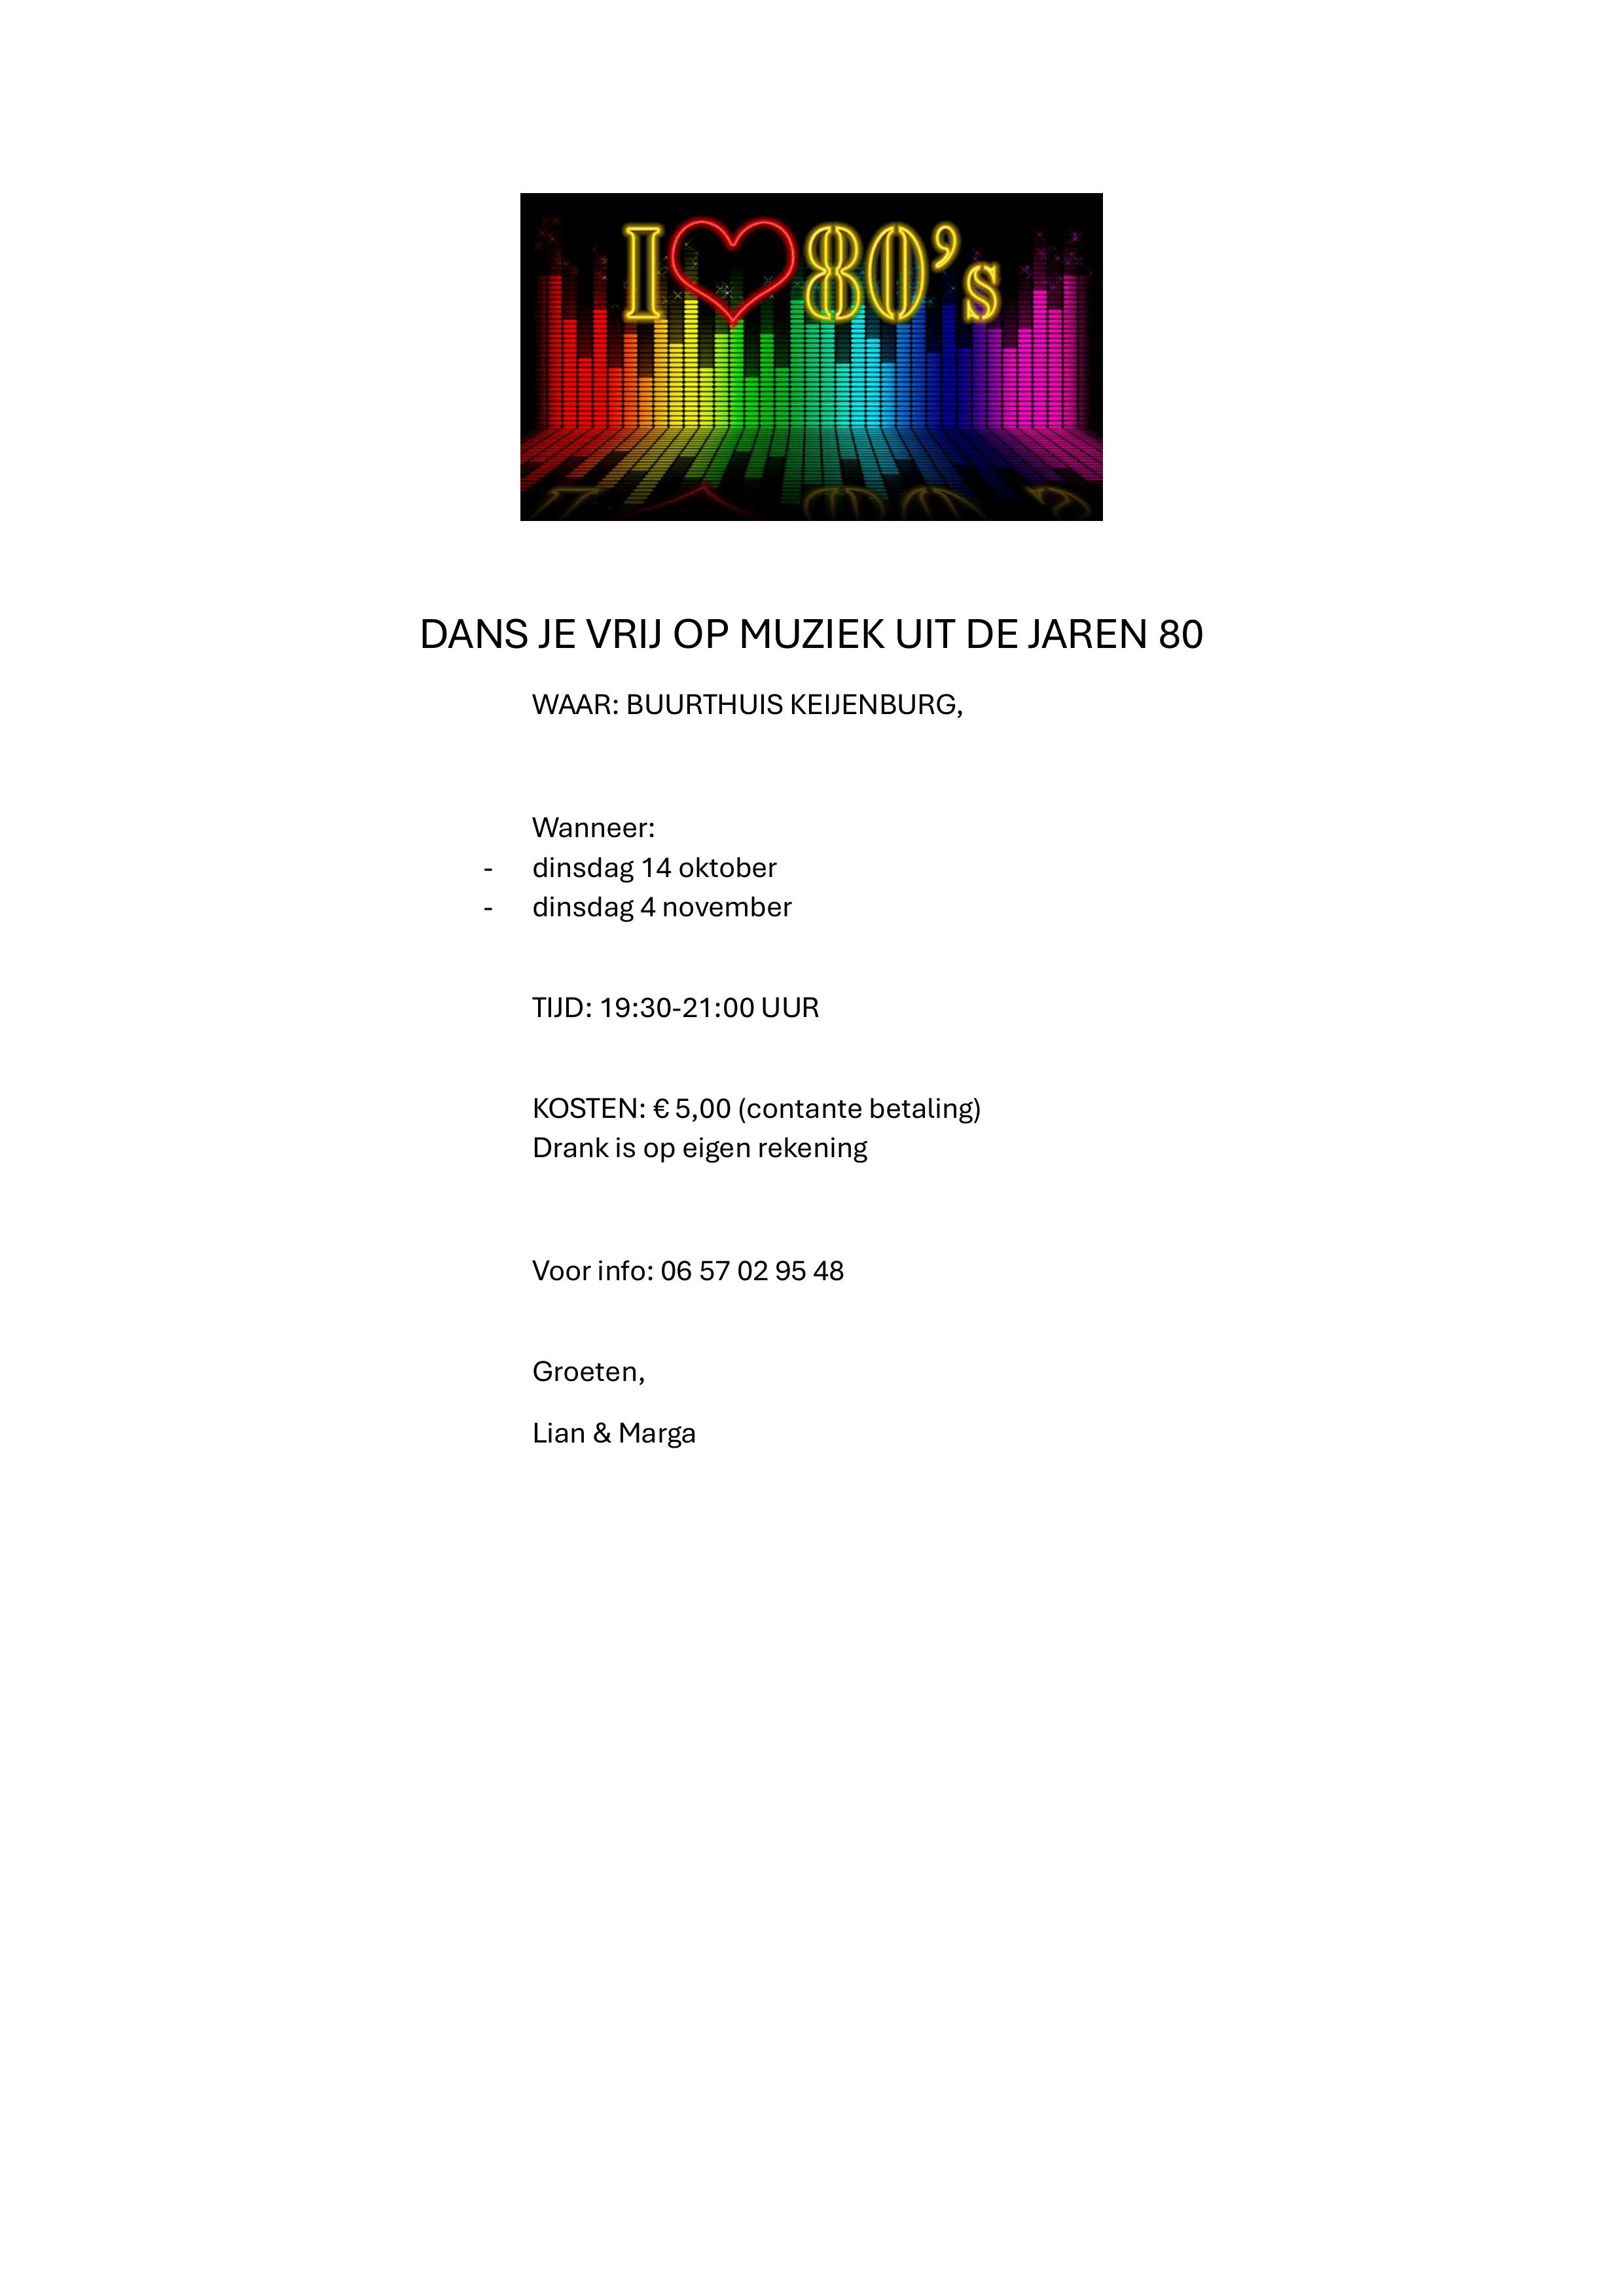 I ❤ 80’s
DANS JE VRIJ OP MUZIEK UIT DE JAREN 80
WAAR: BUURTHUIS KEIJENBURG,
Wanneer:
- dinsdag 14 oktober
- dinsdag 4 november
TIJD: 19:30-21:00 UUR
KOSTEN: € 5,00 (contante betaling)
Drank is op eigen rekening
Voor info: 06 57 02 95 48
Groeten,
Lian & Marga